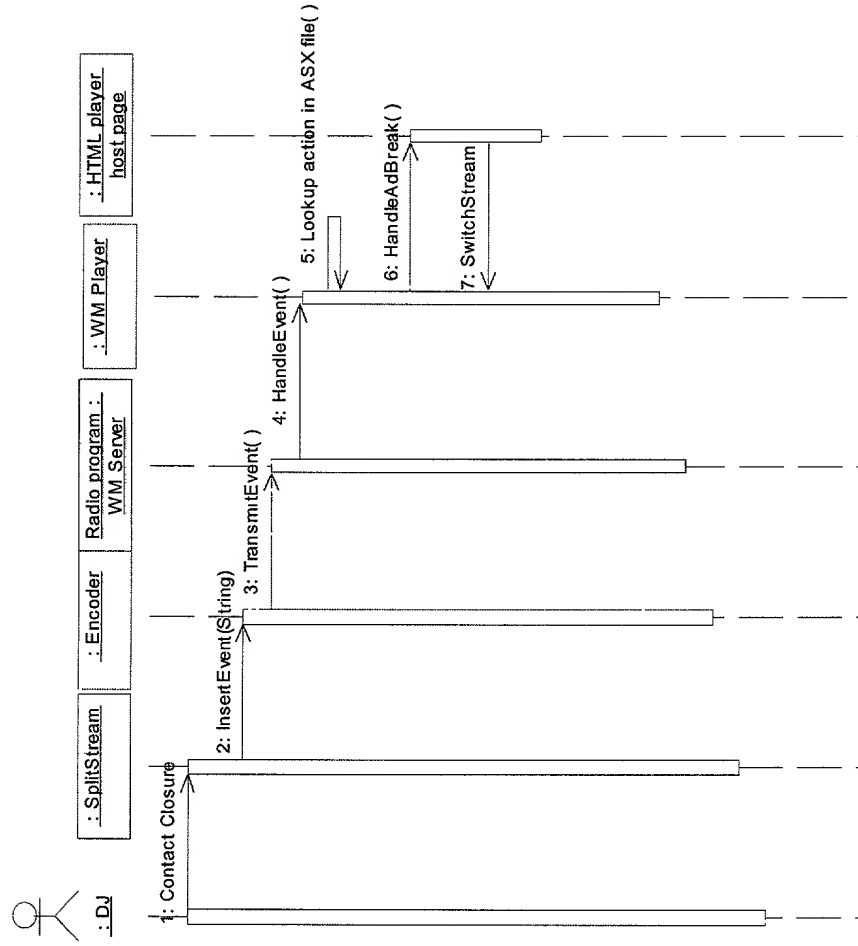 : DJ
: SplitStream
: Encoder
Radio program :
WM Server
: WM Player
: HTML player
host page
1: Contact Closure
2: InsertEvent(String)
3: TransmitEvent( )
4: HandleEvent( )
5: Lookup action in ASX file( )
6: HandleAdBreak( )
7: SwitchStream